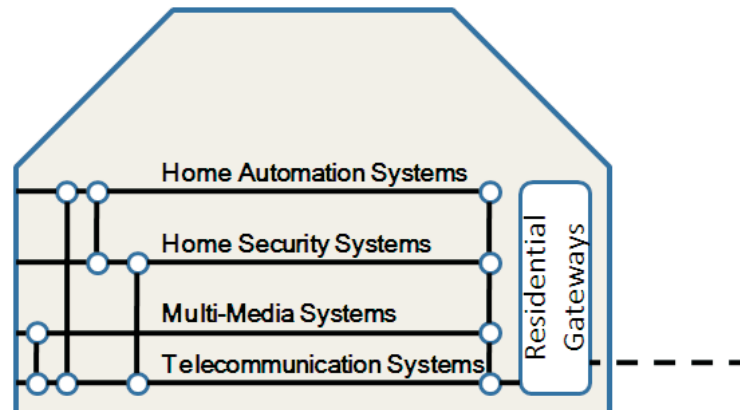 Home Automation Systems
Home Security Systems
Multi-Media Systems
Telecommunication Systems
Residential
Gateways